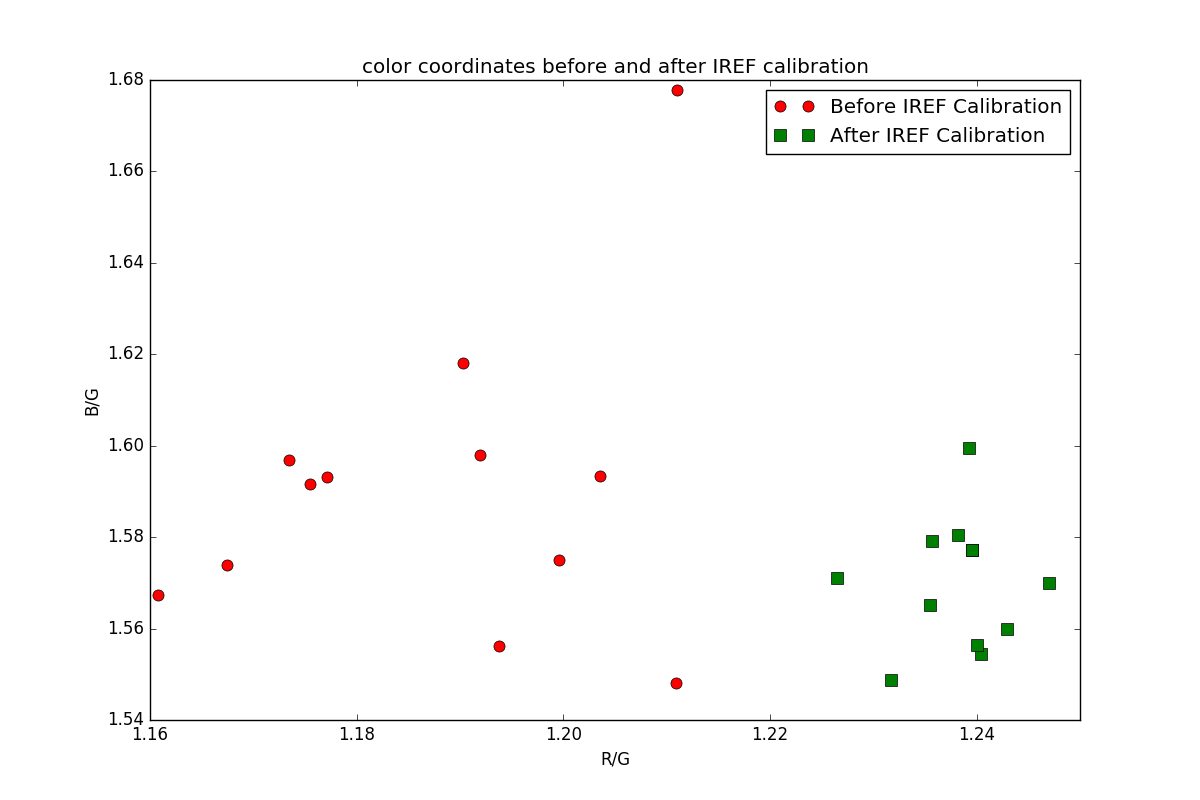 color coordinates before and after IREF calibration
1.68
Before IREF Calibration
After IREF Calibration
1.66
1.64
1.62
B/G
1.60
1.58
1.56
1.54
1.16 1.18 1.20 1.22 1.24
R/G